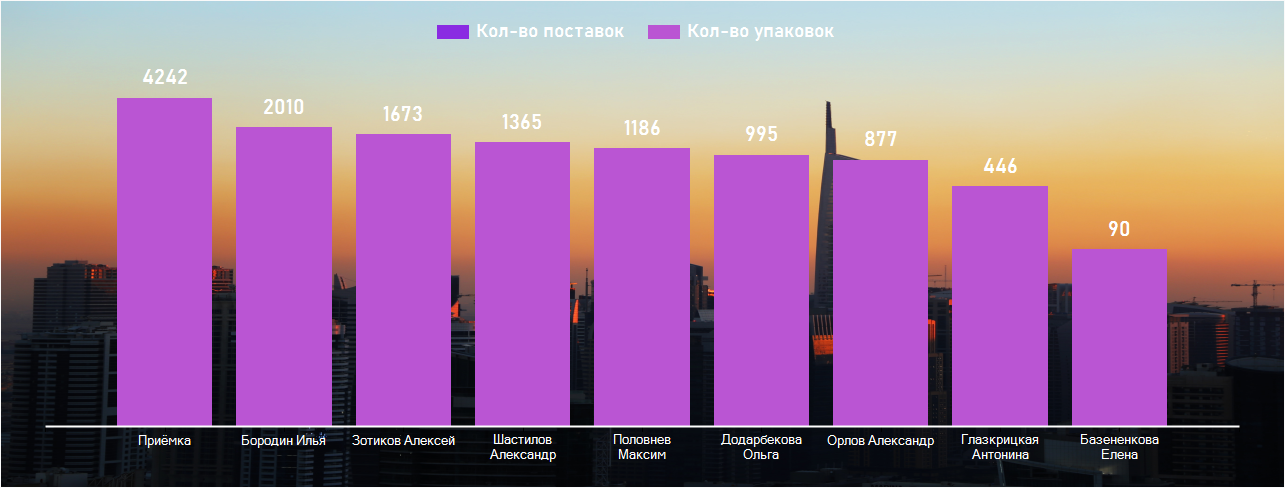 Кол-во поставок Кол-во упаковок
4242
2010
1673
1365
1186
995
877
446
90
Приёмка
Бородин Илья
Зотиков Алексей
Шастилов
Александр
Половнев
Максим
Додарбекова
Ольга
Орлов Александр
Глазкрицкая
Антонина
Базененкова
Елена